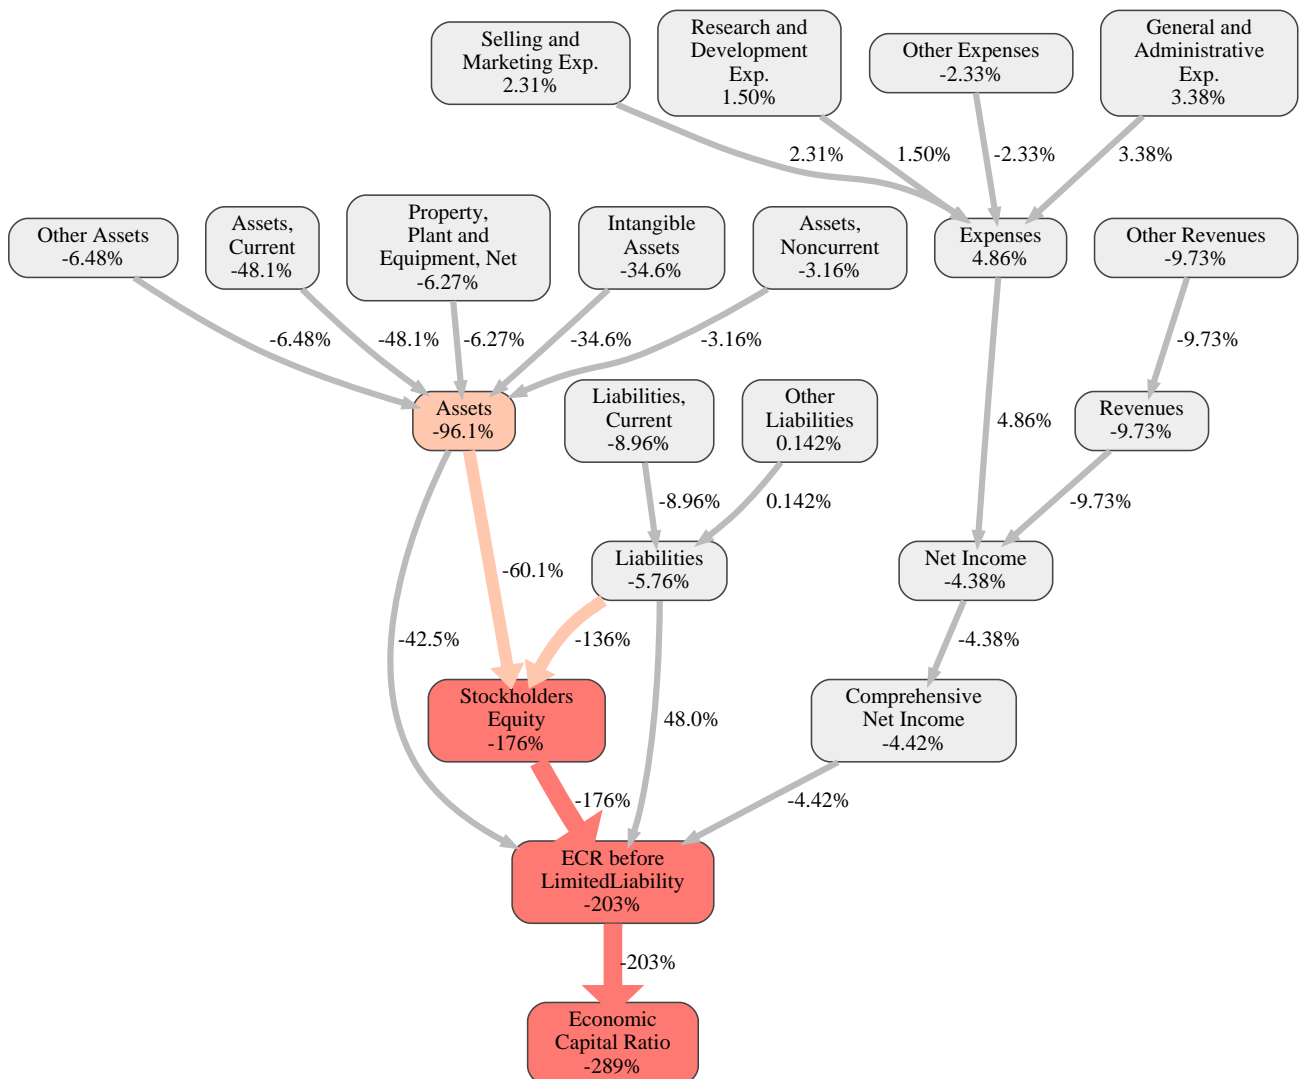 Selling and
Marketing Exp.
2.31%
Research and
Development
Exp.
1.50%
Other Expenses
-2.33%
General and
Administrative
Exp.
3.38%
2.31%
1.50%
-2.33%
3.38%
Other Assets
-6.48%
Assets,
Current
-48.1%
Property,
Plant and
Equipment, Net
-6.27%
Intangible
Assets
-34.6%
Assets,
Noncurrent
-3.16%
Expenses
4.86%
Other Revenues
-9.73%
-6.48%
-48.1%
-6.27%
-34.6%
-3.16%
-9.73%
Assets
-96.1%
Liabilities,
Current
-8.96%
Other
Liabilities
0.142%
4.86%
Revenues
-9.73%
-8.96%
0.142%
-9.73%
-60.1%
Liabilities
-5.76%
Net Income
-4.38%
-42.5%
-136%
-4.38%
Stockholders
Equity
-176%
48.0%
Comprehensive
Net Income
-4.42%
-176%
-4.42%
ECR before
LimitedLiability
-203%
-203%
Economic
Capital Ratio
-289%